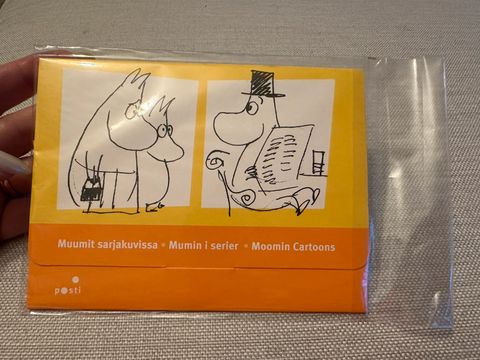 Muumit sarjakuvissa • Mumin i serier • Moomin Cartoons
posti